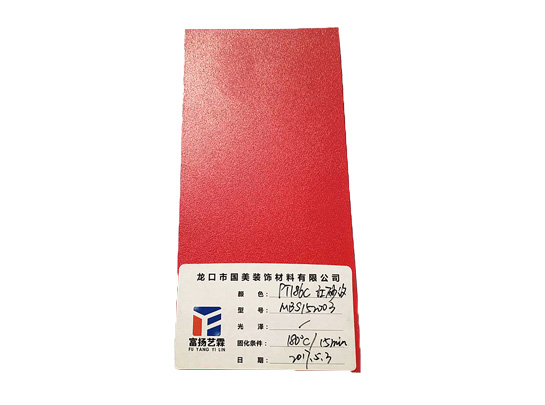 龙口市国美装饰材料有限公司
颜 色： PT186C 红砂纹
型 号： MBS152003
光 泽： /
固化条件： 180℃/15min
日 期： 2017.5.3
富扬艺霖
FU YANG YI LIN